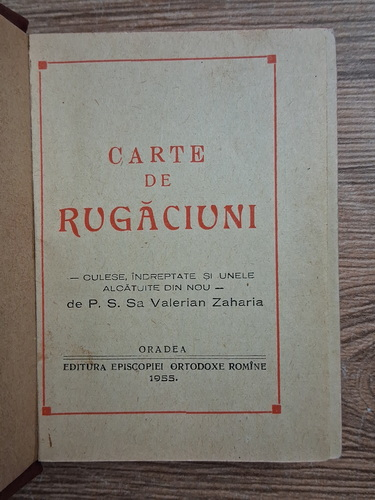 CARTE
DE
RUGĂCIUNI
— CULESE, ÎNDREPTATE ȘI UNELE
ALCĂTUITE DIN NOU —
de P. S. Sa Valerian Zaharia
ORADEA
EDITURA EPISCOPIEI ORTODOXE ROMÎNE
1955.